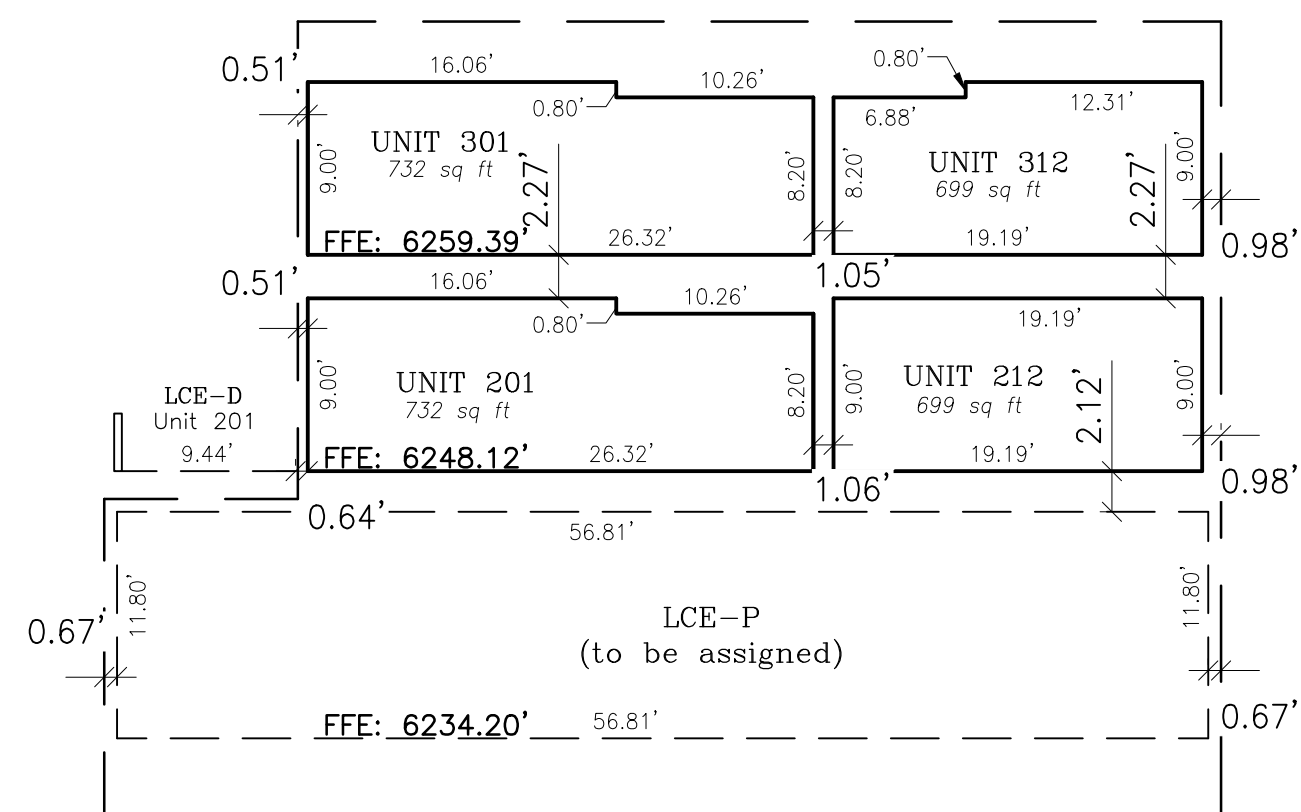 0.51’
16.06’
10.26’
0.80’
0.80’
6.88’
12.31’
UNIT 301
732 sq ft
9.00’
2.27’
8.20’
8.20’
UNIT 312
699 sq ft
2.27’
9.00’
FFE: 6259.39’
26.32’
19.19’
0.98’
1.05’
0.51’
16.06’
10.26’
0.80’
19.19’
UNIT 201
732 sq ft
9.00’
8.20’
9.00’
UNIT 212
699 sq ft
2.12’
9.00’
LCE-D
Unit 201
9.44’
FFE: 6248.12’
26.32’
19.19’
0.98’
1.06’
0.64’
56.81’
11.80’
11.80’
0.67’
LCE-P
(to be assigned)
FFE: 6234.20’
56.81’
0.67’